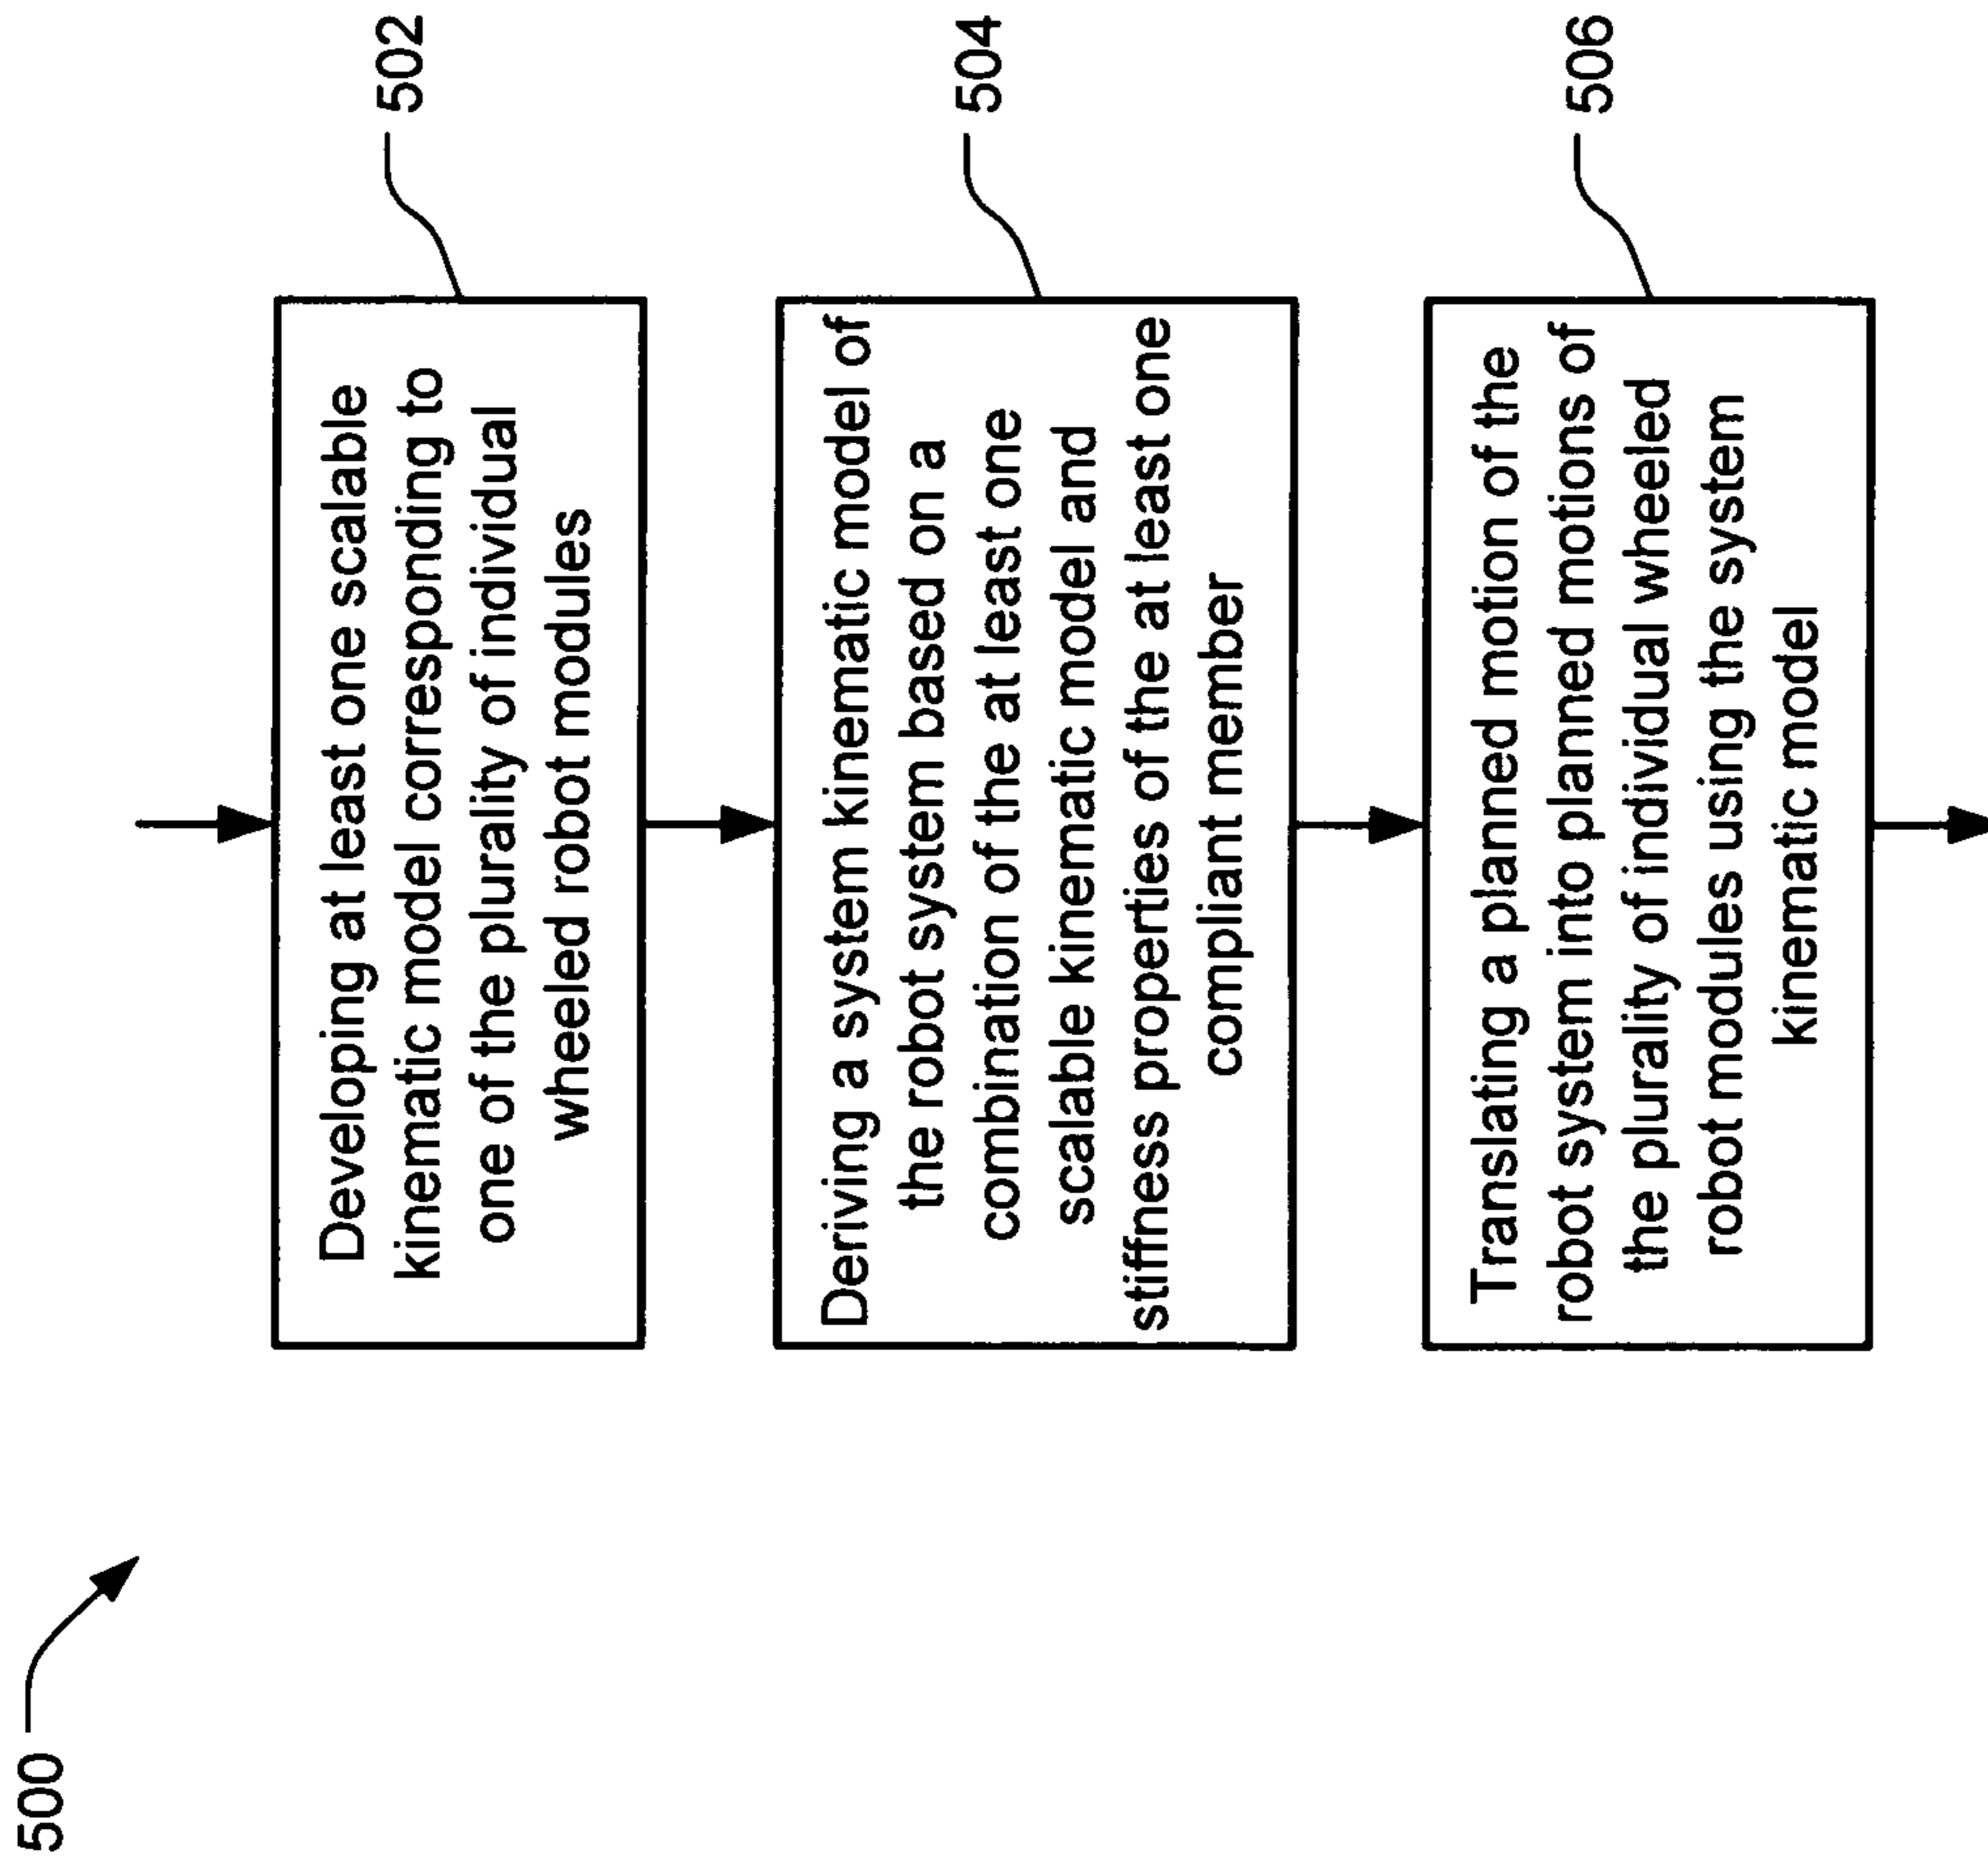 500
Developing at least one scalable
kinematic model corresponding to
one of the plurality of individual
wheeled robot modules
502
Deriving a system kinematic model of
the robot system based on a
combination of the at least one
scalable kinematic model and
stiffness properties of the at least one
compliant member
504
Translating a planned motion of the
robot system into planned motions of
the plurality of individual wheeled
robot modules using the system
kinematic model
506